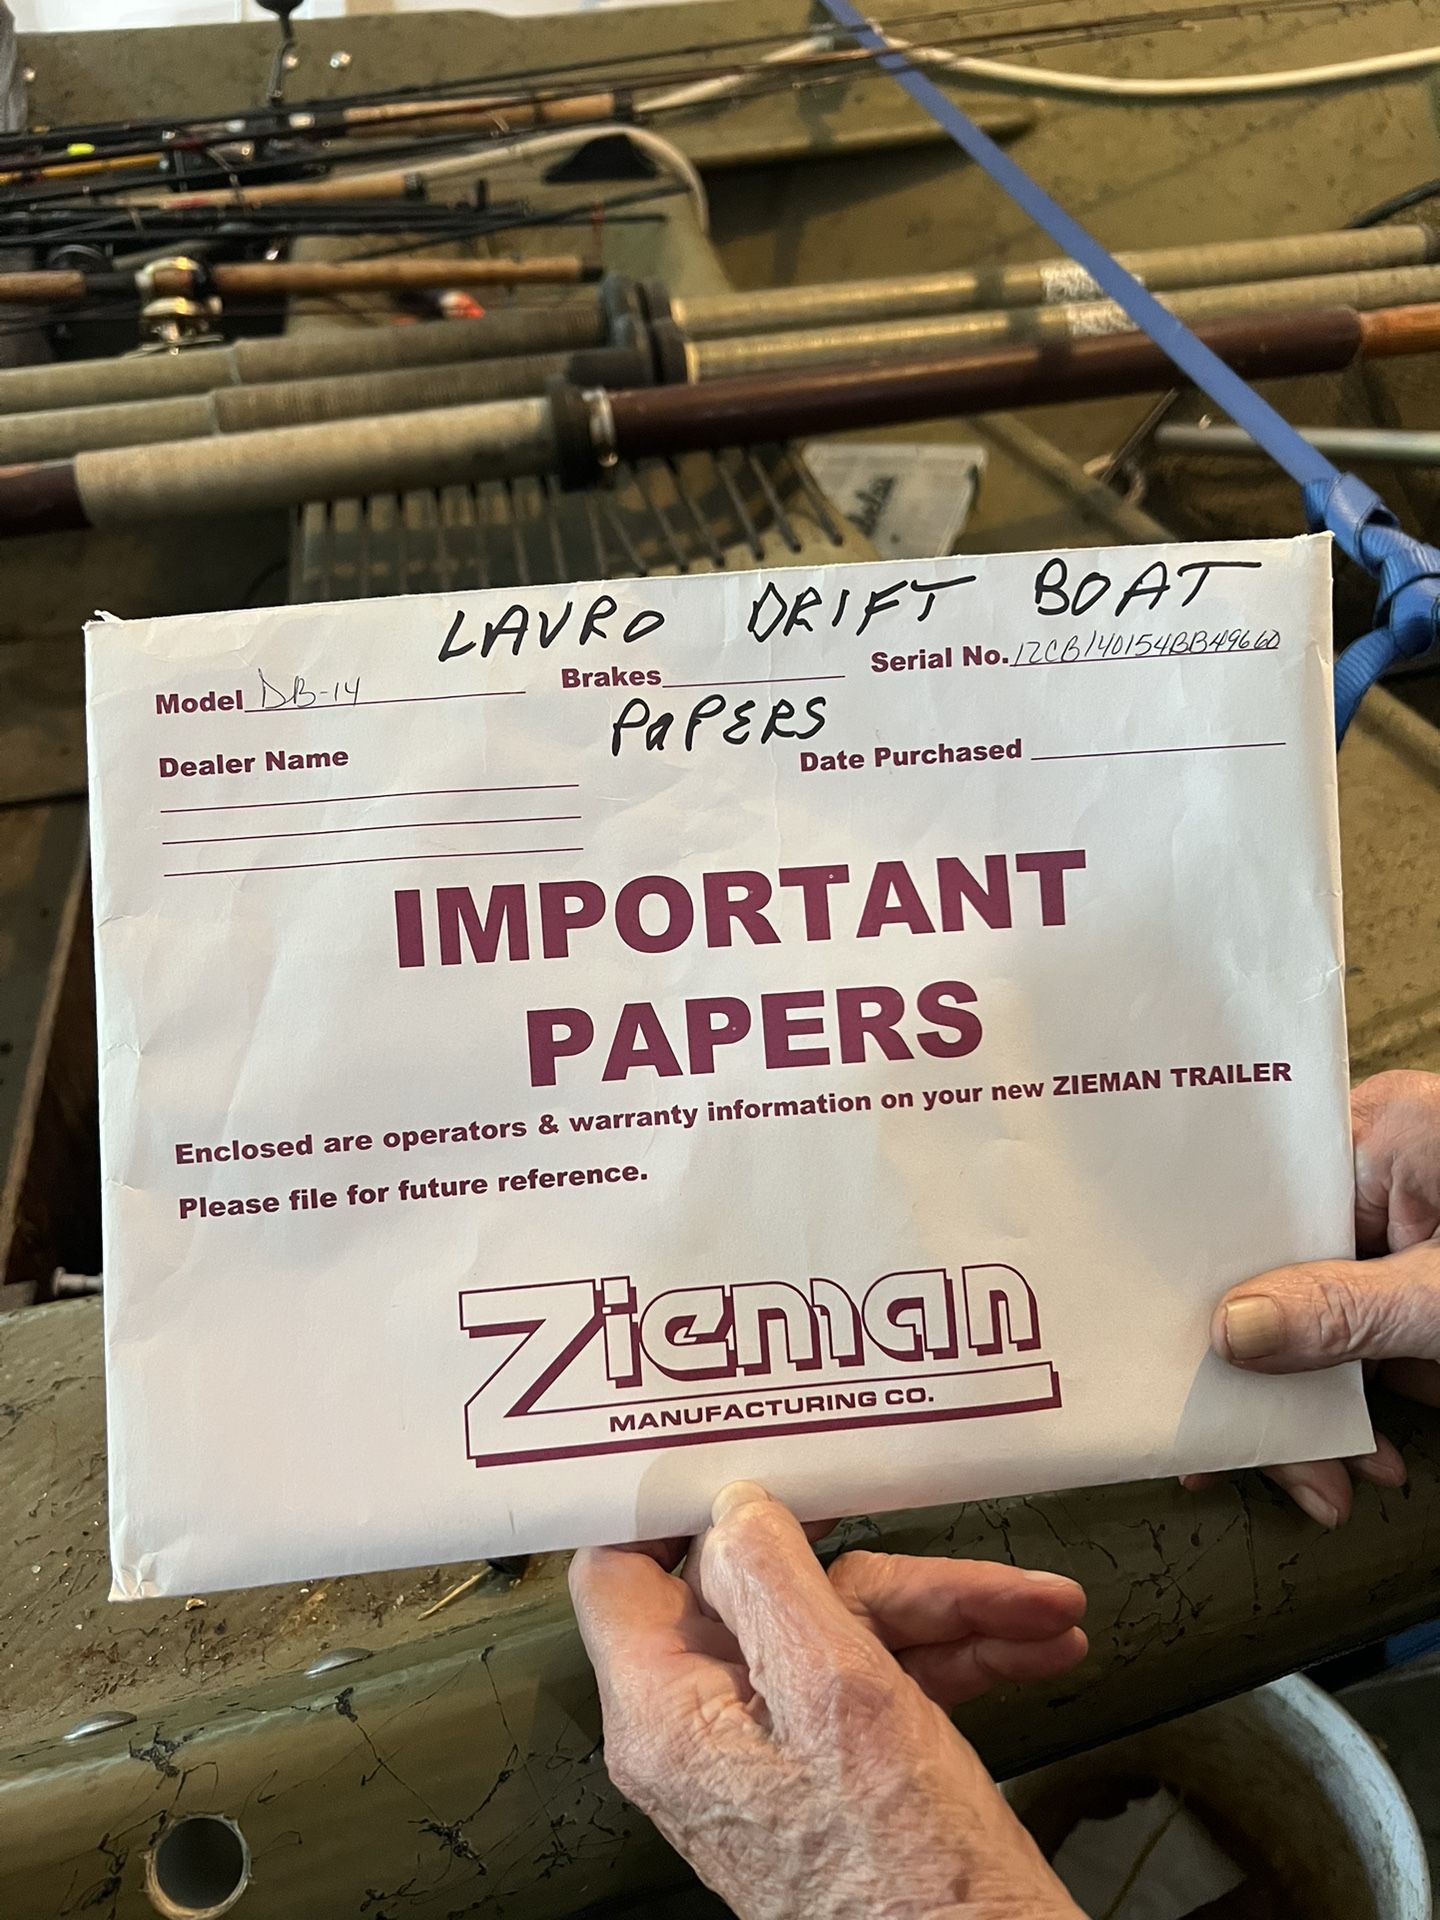 LAVRO DRIFT BOAT
Model DB-14 Brakes Serial No.
PAPERS
Dealer Name Date Purchased
IMPORTANT
PAPERS
Enclosed are operators & warranty information on your new ZIEMAN TRAILER
Please file for future reference.
Zieman
MANUFACTURING CO.